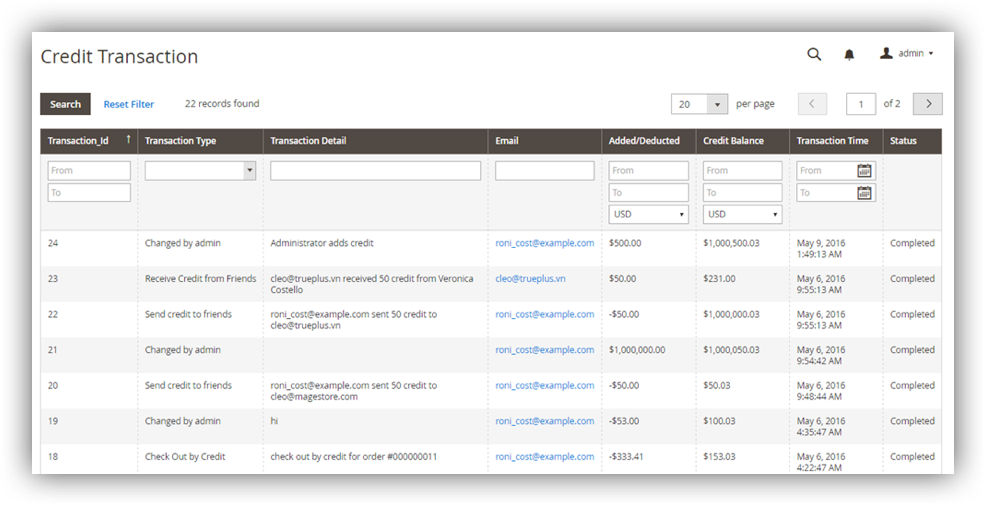 Credit Transaction
admin
Search Reset Filter 22 records found 20 per page 1 of 2
Transaction_Id ↑ Transaction Type Transaction Detail Email Added/Deducted Credit Balance Transaction Time Status
From From From From
To To To To
USD USD
24 Changed by admin Administrator adds credit roni_cost@example.com $500.00 $1,000,500.03 May 9, 2016 Completed
1:49:13 AM
23 Receive Credit from Friends cleo@trueplus.vn received 50 credit from Veronica cleo@trueplus.vn $50.00 $231.00 May 6, 2016 Completed
Costello 9:55:13 AM
22 Send credit to friends roni_cost@example.com sent 50 credit to roni_cost@example.com -$50.00 $1,000,000.03 May 6, 2016 Completed
cleo@trueplus.vn 9:55:13 AM
21 Changed by admin roni_cost@example.com $1,000,000.00 $1,000,050.03 May 6, 2016 Completed
9:54:42 AM
20 Send credit to friends roni_cost@example.com sent 50 credit to roni_cost@example.com -$50.00 $50.03 May 6, 2016 Completed
cleo@magestore.com 9:48:44 AM
19 Changed by admin hi roni_cost@example.com -$53.00 $100.03 May 6, 2016 Completed
4:35:47 AM
18 Check Out by Credit check out by credit for order #000000011 roni_cost@example.com -$333.41 $153.03 May 6, 2016 Completed
4:22:47 AM